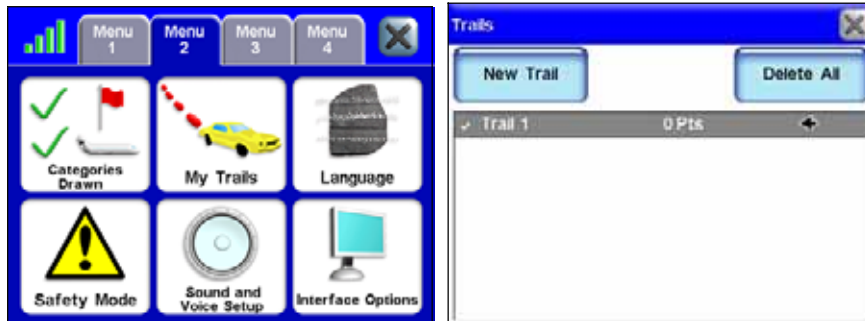 Menu 1
Menu 2
Menu 3
Menu 4
Categories
Drawn
My Trails
Language
Safety Mode
Sound and
Voice Setup
Interface Options
Trails
New Trail
Delete All
Trail 1 0 Pts